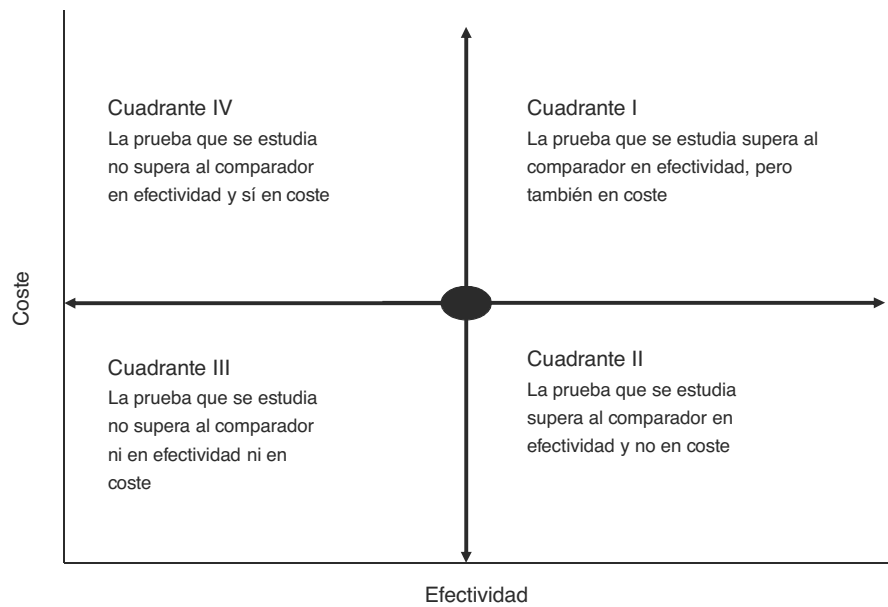 Cuadrante IV
La prueba que se estudia
no supera al comparador
en efectividad y sí en coste
Cuadrante I
La prueba que se estudia supera al
comparador en efectividad, pero
también en coste
Coste
Cuadrante III
La prueba que se estudia
no supera al comparador
ni en efectividad ni en
coste
Cuadrante II
La prueba que se estudia
supera al comparador en
efectividad y no en coste
Efectividad